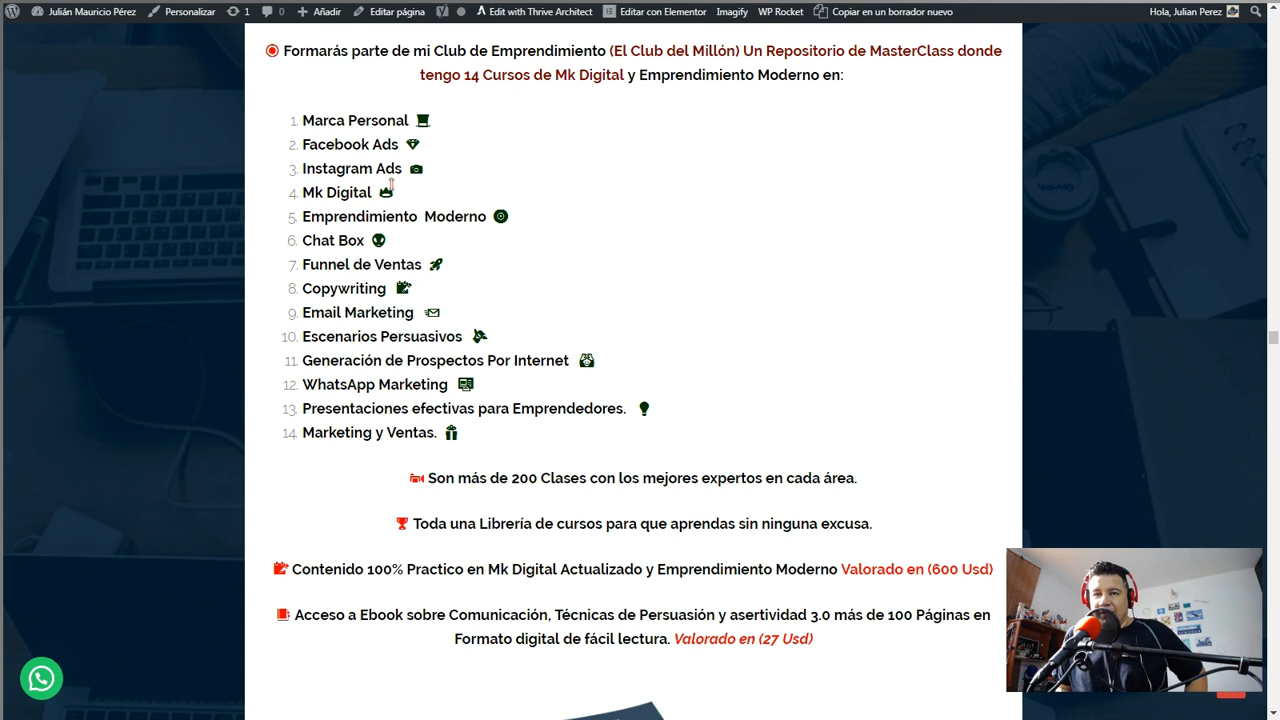 Julián Mauricio Pérez Personalizar 1 0 Añadir Editar página Edit with Thrive Architect Editar con Elementor Imagify WP Rocket Copiar en un borrador nuevo Hola, Julian Perez
Formarás parte de mi Club de Emprendimiento (El Club del Millón) Un Repositorio de MasterClass donde
tengo 14 Cursos de Mk Digital y Emprendimiento Moderno en:
1. Marca Personal
2. Facebook Ads
3. Instagram Ads
4. Mk Digital
5. Emprendimiento Moderno
6. Chat Box
7. Funnel de Ventas
8. Copywriting
9. Email Marketing
10. Escenarios Persuasivos
11. Generación de Prospectos Por Internet
12. WhatsApp Marketing
13. Presentaciones efectivas para Emprendedores.
14. Marketing y Ventas.
Son más de 200 Clases con los mejores expertos en cada área.
Toda una Librería de cursos para que aprendas sin ninguna excusa.
Contenido 100% Practico en Mk Digital Actualizado y Emprendimiento Moderno Valorado en (600 Usd)
Acceso a Ebook sobre Comunicación, Técnicas de Persuasión y asertividad 3.0 más de 100 Páginas en
Formato digital de fácil lectura. Valorado en (27 Usd)